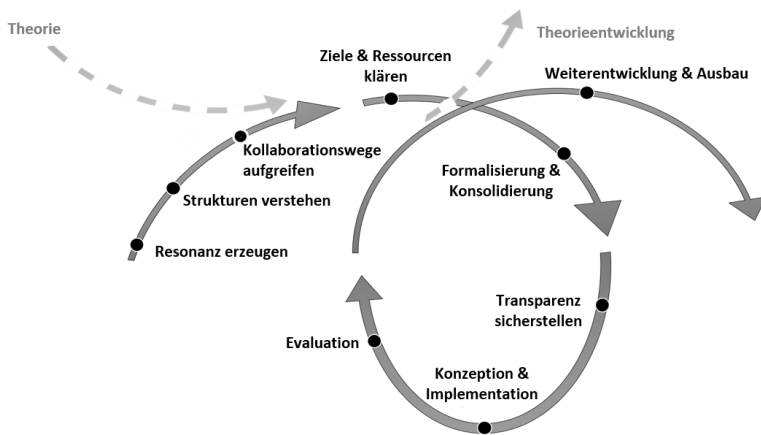 Theorie
Theorieentwicklung
Ziele & Ressourcen
klären
Weiterentwicklung & Ausbau
Kollaborationswege
aufgreifen
Formalisierung &
Konsolidierung
Strukturen verstehen
Resonanz erzeugen
Transparenz
sicherstellen
Evaluation
Konzeption &
Implementation